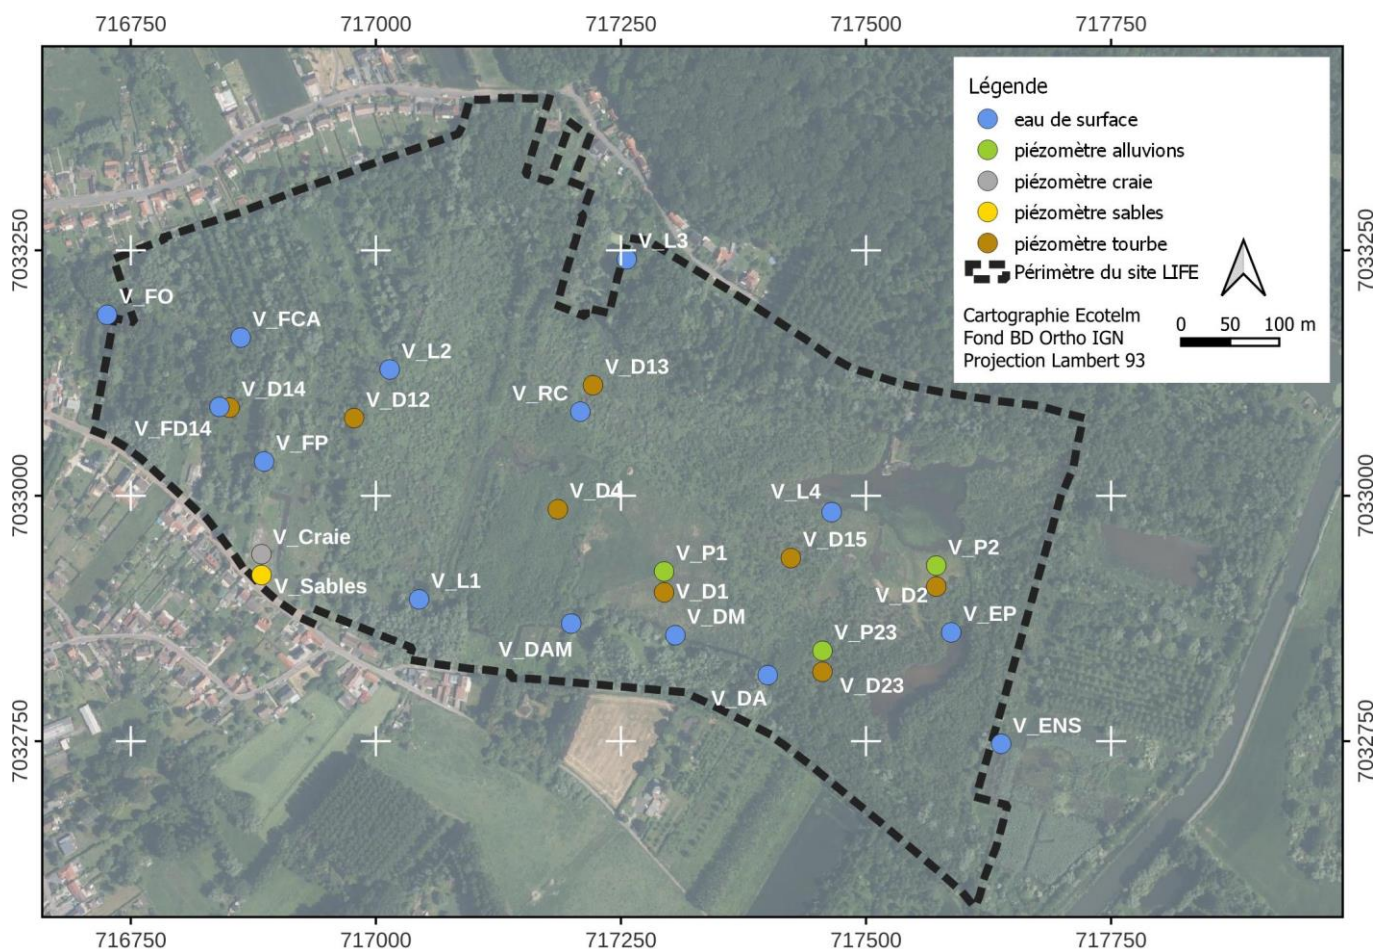 716750 717000 717250 717500 717750
Légende
eau de surface
piézomètre alluvions
piézomètre craie
piézomètre sables
piézomètre tourbe
Périmètre du site LIFE
Cartographie Ecotelm
Fond BD Ortho IGN
Projection Lambert 93
0 50 100 m
7033250 7033250
V_L3
V_FO
V_FCA
V_L2
V_D13
V_RC
V_D14
V_D12
V_FD14
V_FP
7033000 7033000
V_D4
V_L4
V_Craie
V_P1
V_D15
V_P2
V_Sables
V_L1
V_D1
V_D2
V_DM
V_EP
V_DAM
V_P23
V_DA
V_D23
V_ENS
7032750 7032750
716750 717000 717250 717500 717750